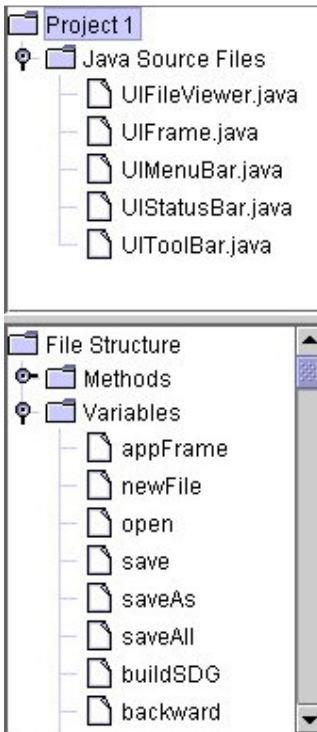 Project 1
Java Source Files
UIFileViewer.java
UIFrame.java
UIMenuBar.java
UIStatusBar.java
UIToolBar.java
File Structure
Methods
Variables
appFrame
newFile
open
save
saveAs
saveAll
buildSDG
backward